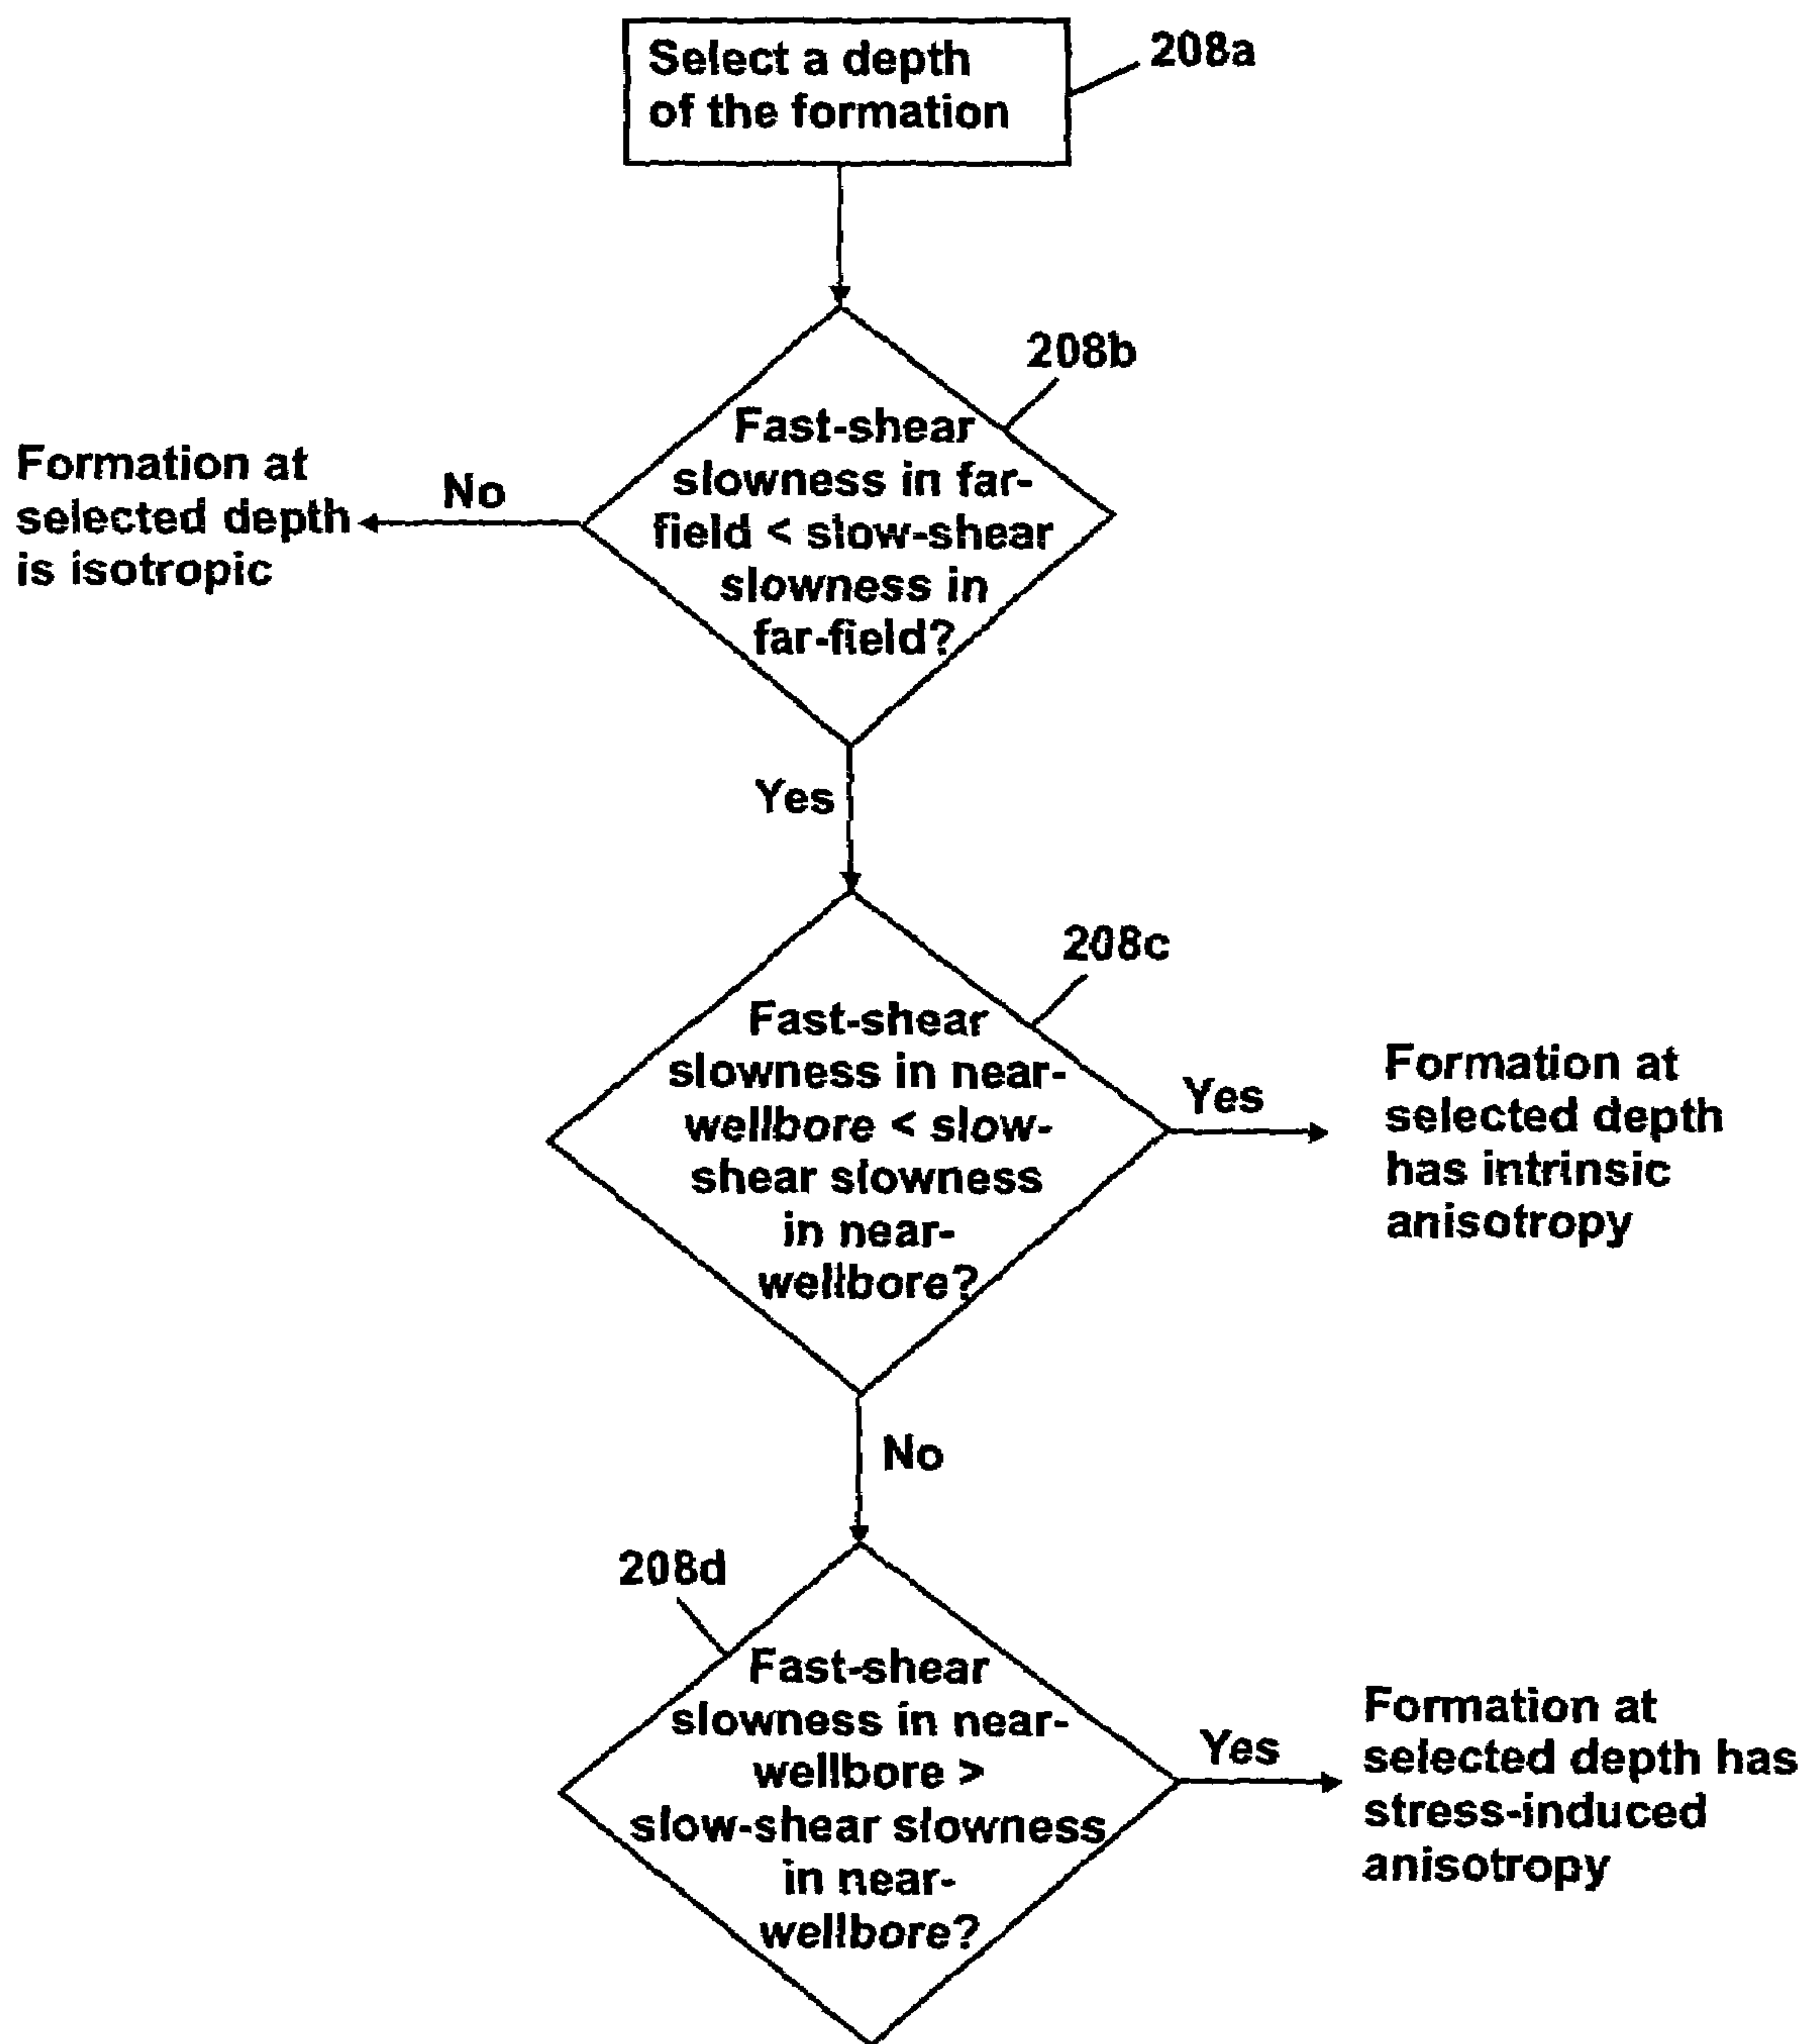 Select a depth
of the formation
208a
208b
Fast-shear
slowness in far-
field < slow-shear
slowness in
far-field?
No
Formation at
selected depth
is isotropic
Yes
208c
Fast-shear
slowness in near-
wellbore < slow-
shear slowness
in near-
wellbore?
Yes
Formation at
selected depth
has intrinsic
anisotropy
No
208d
Fast-shear
slowness in near-
wellbore >
slow-shear slowness
in near-
wellbore?
Yes
Formation at
selected depth has
stress-induced
anisotropy